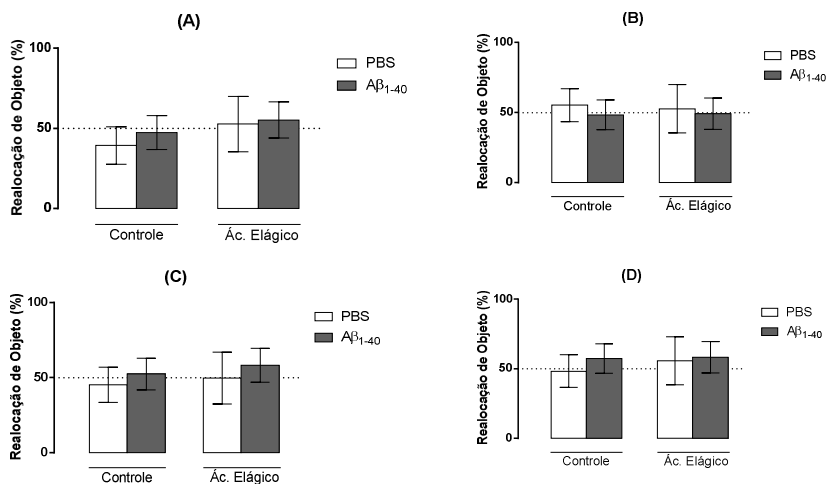 (A)
Realocação de Objeto (%)
100
50
0
PBS
Aβ1-40
Controle
Ác. Elágico
(B)
Realocação de Objeto (%)
100
50
0
PBS
Aβ1-40
Controle
Ác. Elágico
(C)
Realocação de Objeto (%)
100
50
0
PBS
Aβ1-40
Controle
Ác. Elágico
(D)
Realocação de Objeto (%)
100
50
0
PBS
Aβ1-40
Controle
Ác. Elágico